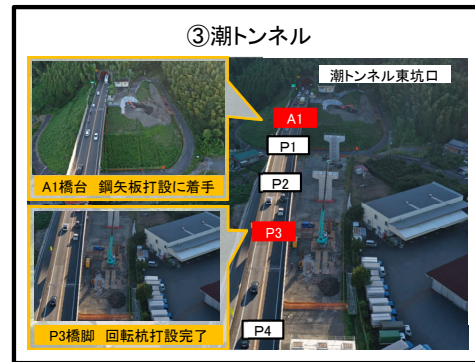 ③潮トンネル
潮トンネル東坑口
A1
P1
P2
A1橋台 鋼矢板打設に着手
P3
P3橋脚 回転杭打設完了
P4